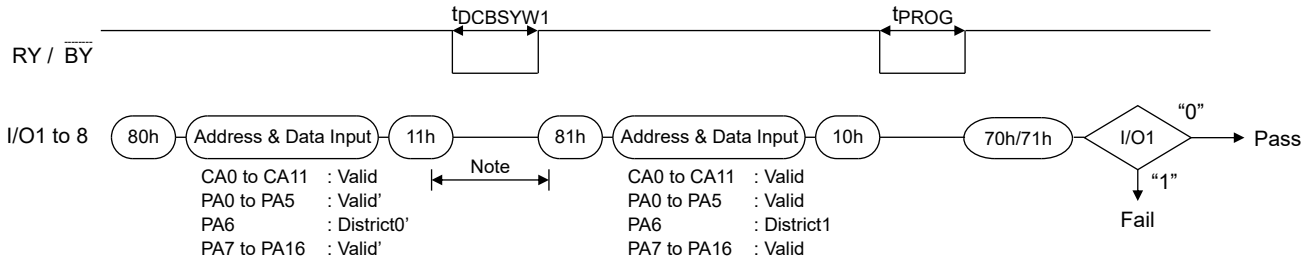 tDCBSYW1
tPROG
RY / BY
I/O1 to 8
80h
Address & Data Input
11h
81h
Address & Data Input
10h
70h/71h
I/O1
“0”
Pass
Note
“1”
Fail
CA0 to CA11 : Valid
PA0 to PA5 : Valid’
PA6 : District0’
PA7 to PA16 : Valid’
CA0 to CA11 : Valid
PA0 to PA5 : Valid
PA6 : District1
PA7 to PA16 : Valid